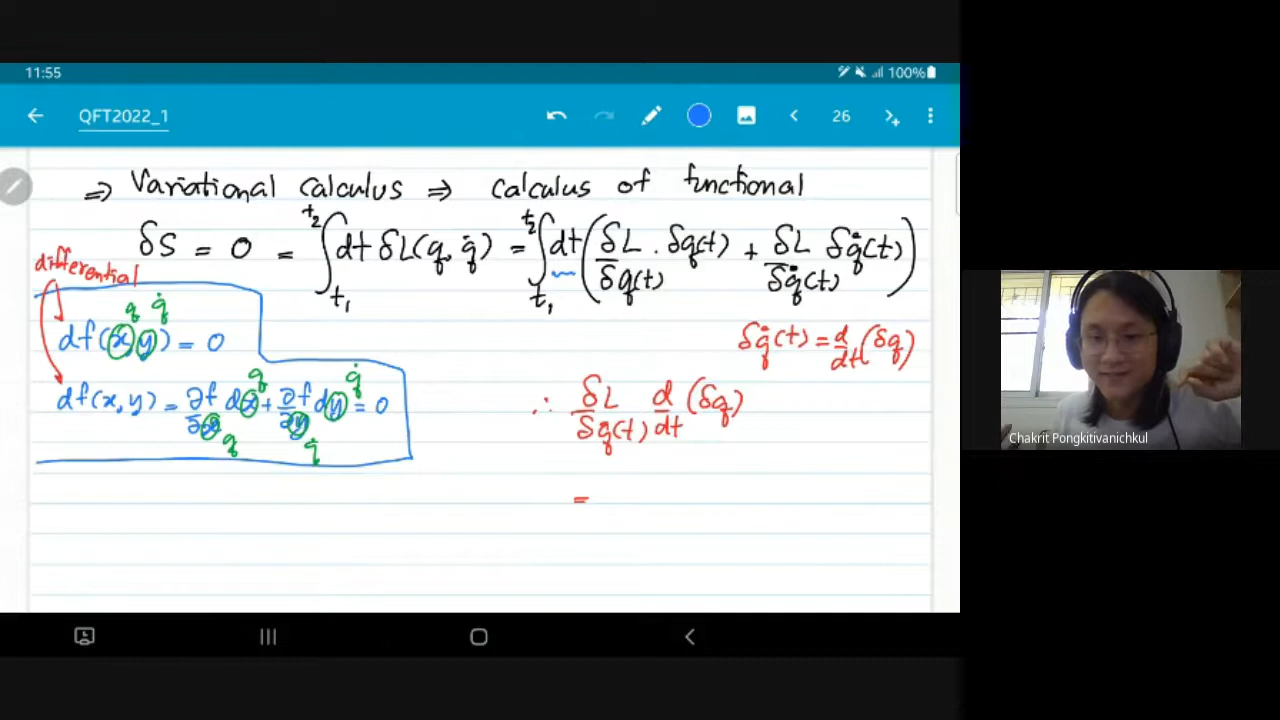 11:55
100%
QFT2022_1
26
⇒ Variational calculus ⇒ calculus of functional
δS = 0 = ∫_{t₁}^{t₂} dt δL(q, q̇) = ∫_{t₁}^{t₂} dt (δL/δq(t) · δq(t) + δL/δq̇(t) δq̇(t))
differential
q q̇
df(x, y) = 0
δq̇(t) = d/dt (δq)
q q̇
df(x, y) = ∂f/∂x dx + ∂f/∂y dy = 0
q q̇
∴ δL/δq̇(t) d/dt (δq)
=
Chakrit Pongkitivanichkul